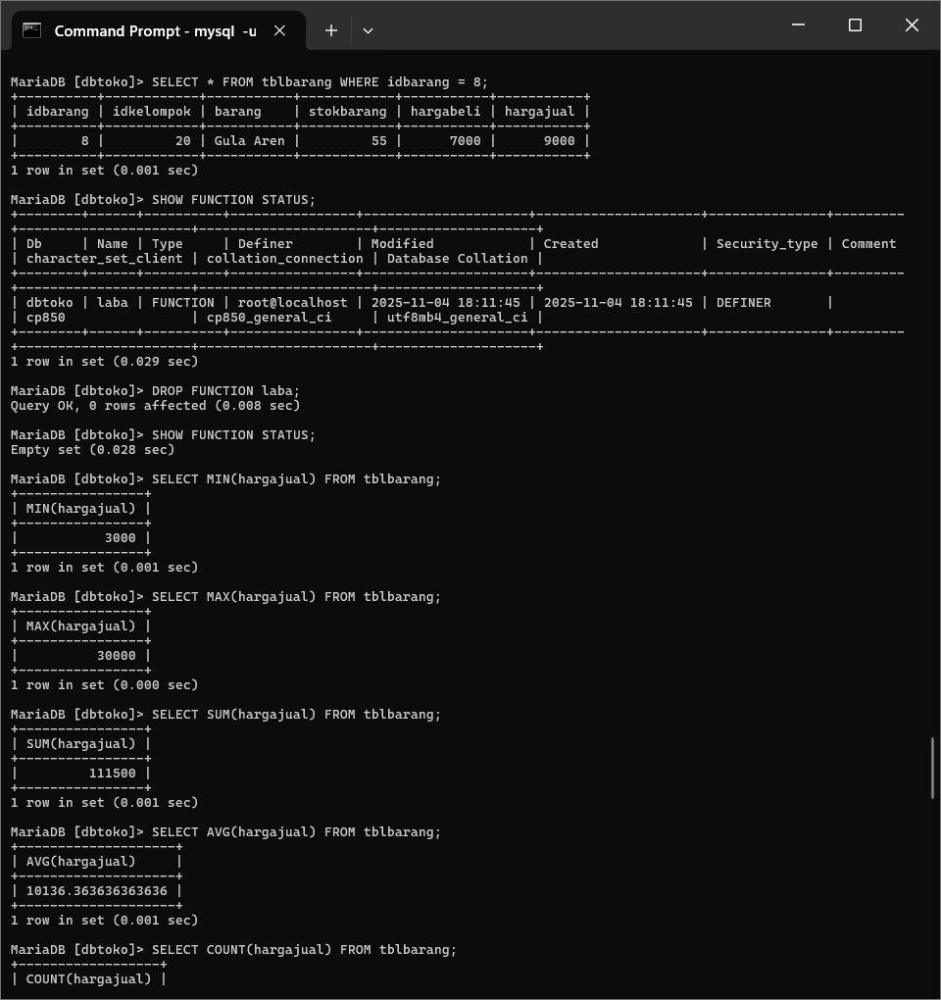 Command Prompt - mysql  -u
MariaDB [dbtoko]> SELECT * FROM tblbarang WHERE idbarang = 8;
+----------+------------+-----------+------------+----------+-----------+
| idbarang | idkelompok | barang    | stokbarang | hargabeli | hargajual |
+----------+------------+-----------+------------+----------+-----------+
|        8 |         20 | Gula Aren |         55 |      7000 |      9000 |
+----------+------------+-----------+------------+----------+-----------+
1 row in set (0.001 sec)
MariaDB [dbtoko]> SHOW FUNCTION STATUS;
+--------+------+----------+----------------+---------------------+---------------------+---------------+---------
+----------------------+----------------------+--------------------+
| Db     | Name | Type     | Definer        | Modified            | Created             | Security_type | Comment
| character_set_client | collation_connection | Database Collation |
+--------+------+----------+----------------+---------------------+---------------------+---------------+---------
+----------------------+----------------------+--------------------+
| dbtoko | laba | FUNCTION | root@localhost | 2025-11-04 18:11:45 | 2025-11-04 18:11:45 | DEFINER       |
| cp850                | cp850_general_ci     | utf8mb4_general_ci |
+--------+------+----------+----------------+---------------------+---------------------+---------------+---------
+----------------------+----------------------+--------------------+
1 row in set (0.029 sec)
MariaDB [dbtoko]> DROP FUNCTION laba;
Query OK, 0 rows affected (0.008 sec)
MariaDB [dbtoko]> SHOW FUNCTION STATUS;
Empty set (0.028 sec)
MariaDB [dbtoko]> SELECT MIN(hargajual) FROM tblbarang;
+----------------+
| MIN(hargajual) |
+----------------+
|           3000 |
+----------------+
1 row in set (0.001 sec)
MariaDB [dbtoko]> SELECT MAX(hargajual) FROM tblbarang;
+----------------+
| MAX(hargajual) |
+----------------+
|          30000 |
+----------------+
1 row in set (0.000 sec)
MariaDB [dbtoko]> SELECT SUM(hargajual) FROM tblbarang;
+----------------+
| SUM(hargajual) |
+----------------+
|         111500 |
+----------------+
1 row in set (0.001 sec)
MariaDB [dbtoko]> SELECT AVG(hargajual) FROM tblbarang;
+--------------------+
| AVG(hargajual)     |
+--------------------+
| 10136.363636363636 |
+--------------------+
1 row in set (0.001 sec)
MariaDB [dbtoko]> SELECT COUNT(hargajual) FROM tblbarang;
+------------------+
| COUNT(hargajual) |